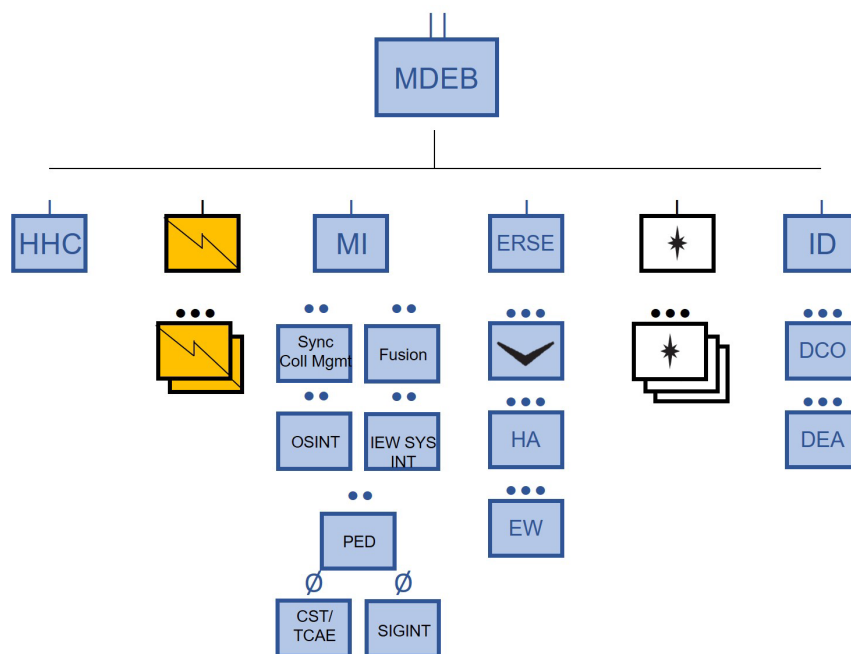 MDEB
HHC
MI
ERSE
ID
Sync
Coll Mgmt
Fusion
DCO
OSINT
IEW SYS
INT
HA
DEA
EW
PED
Ø
Ø
CST/
TCAE
SIGINT